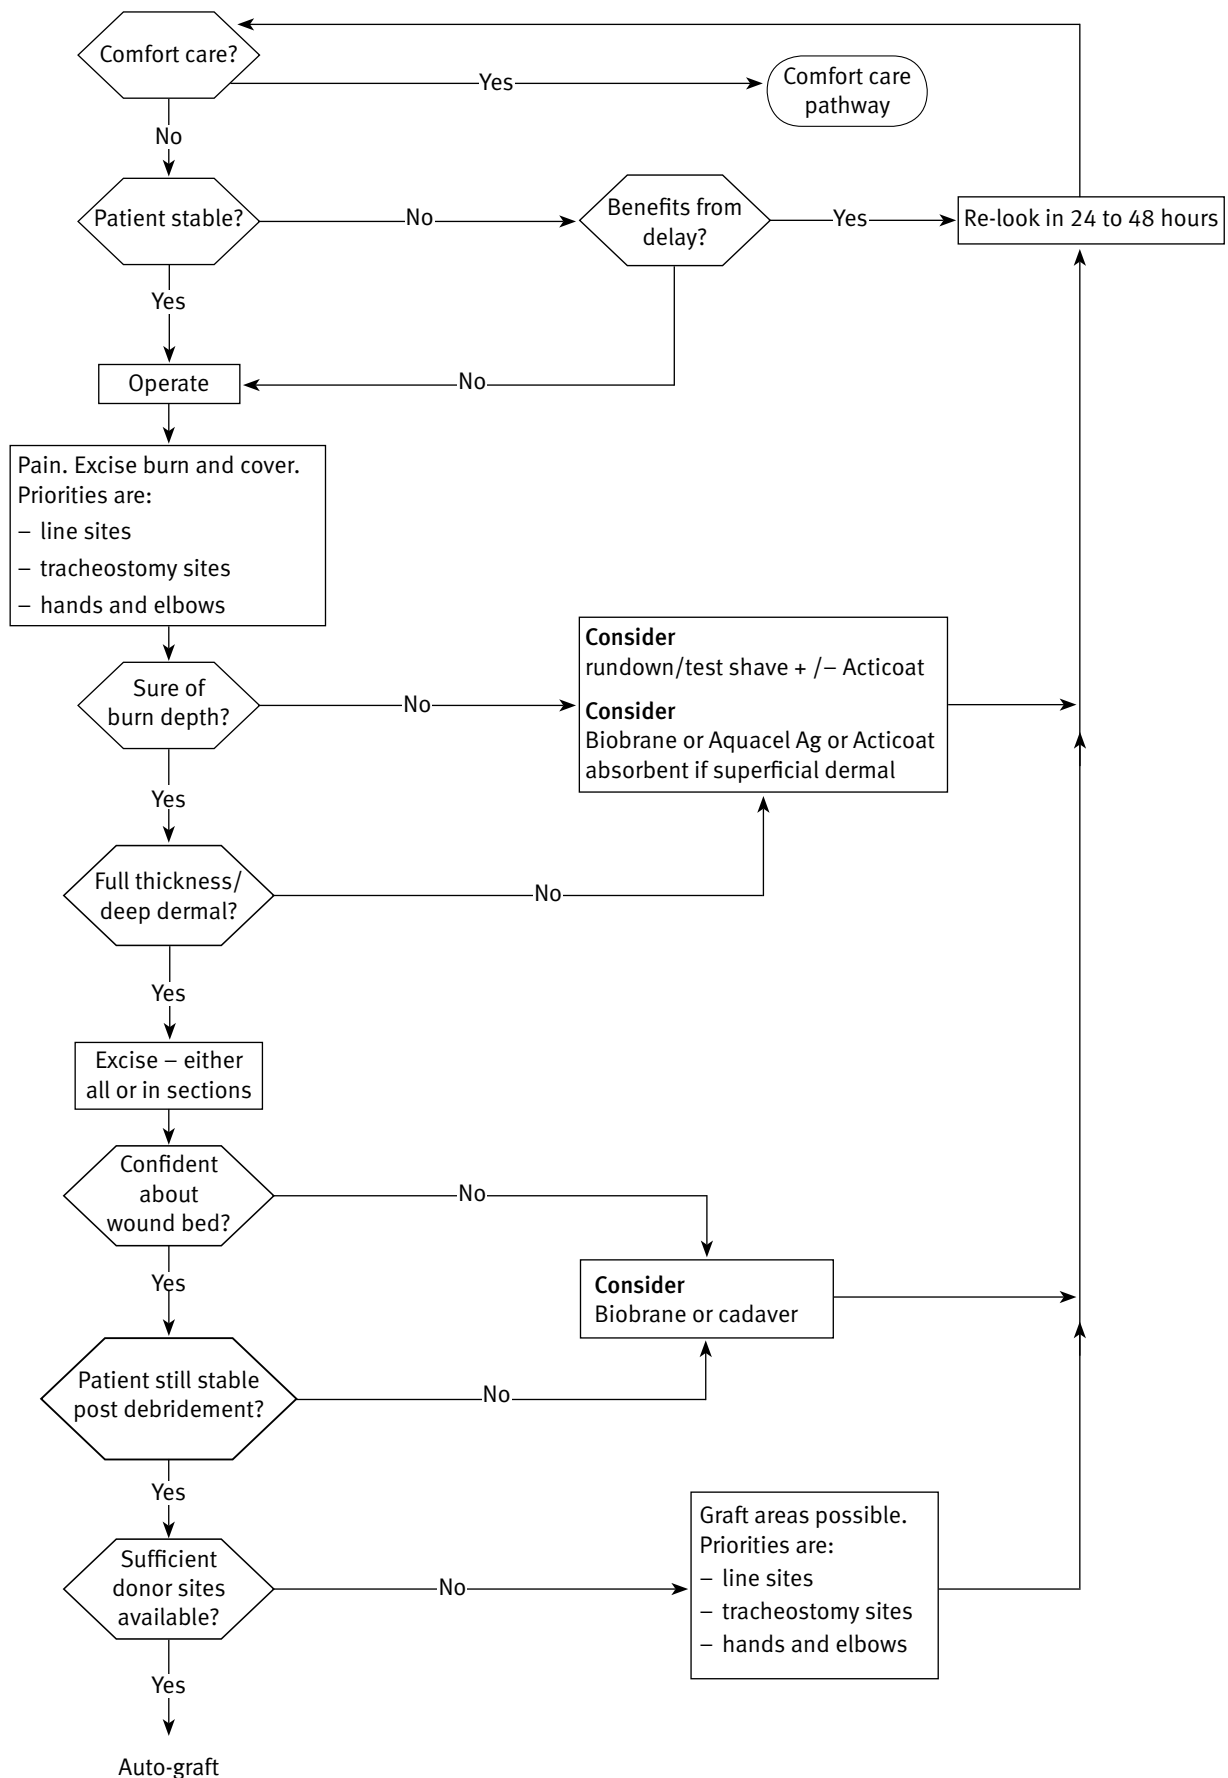 Comfort care?
Yes
Comfort care
pathway
No
Patient stable?
No
Benefits from
delay?
Yes
Re-look in 24 to 48 hours
Yes
Operate
No
Pain. Excise burn and cover.
Priorities are:
– line sites
– tracheostomy sites
– hands and elbows
Sure of
burn depth?
No
Consider
rundown/test shave + /– Acticoat
Consider
Biobrane or Aquacel Ag or Acticoat
absorbent if superficial dermal
Yes
Full thickness/
deep dermal?
No
Yes
Excise – either
all or in sections
Confident
about
wound bed?
No
Yes
Consider
Biobrane or cadaver
Patient still stable
post debridement?
No
Yes
Sufficient
donor sites
available?
No
Graft areas possible.
Priorities are:
– line sites
– tracheostomy sites
– hands and elbows
Yes
Auto-graft